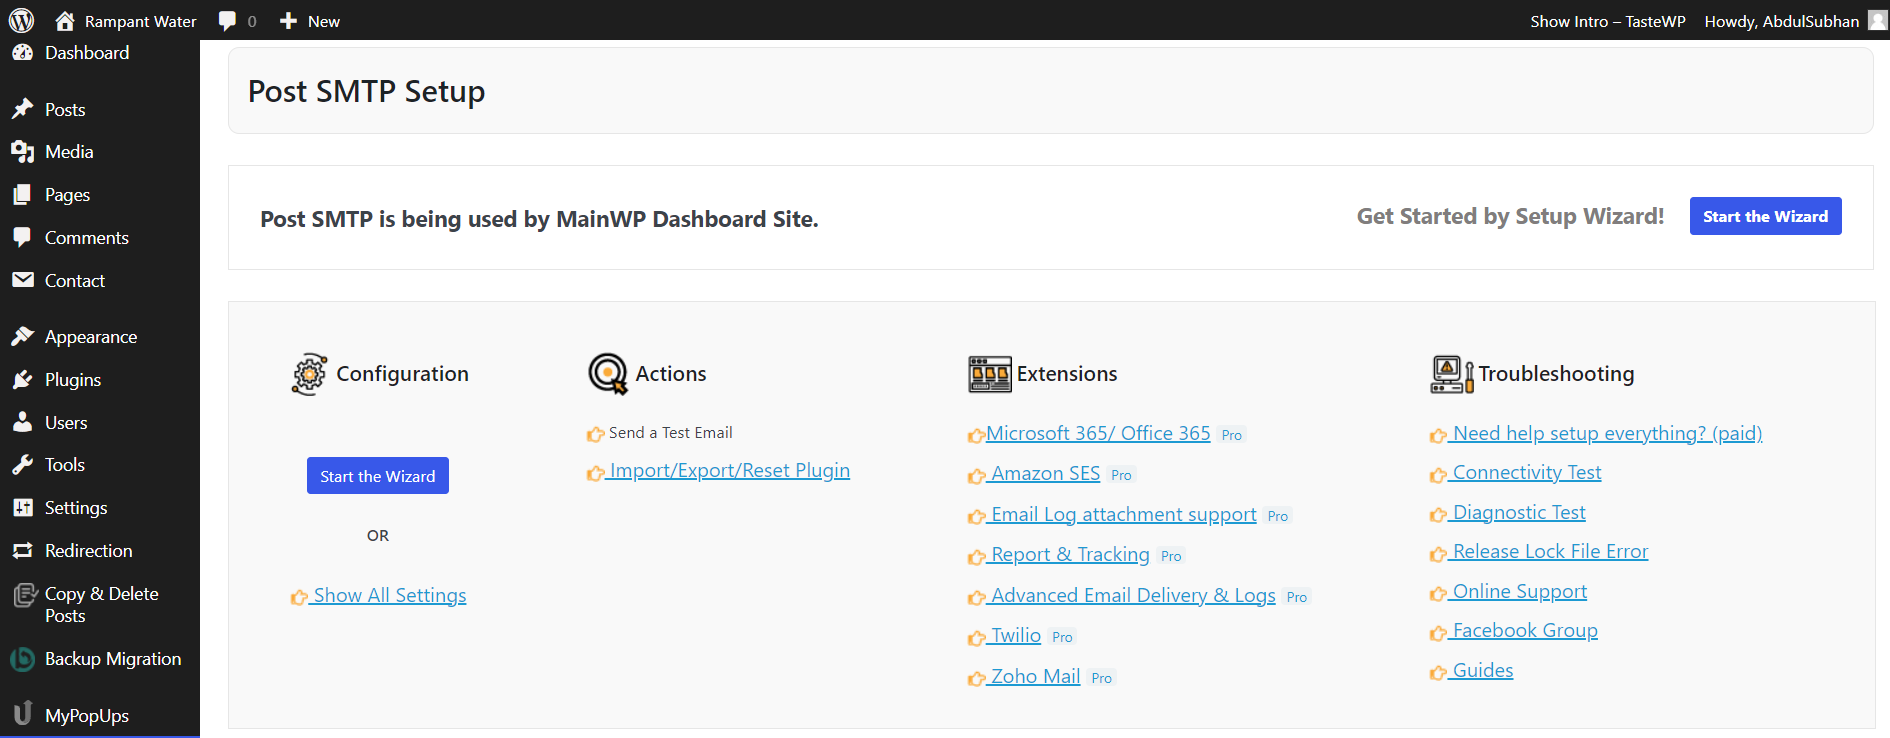 Rampant Water
0
New
Show Intro – TasteWP
Howdy, AbdulSubhan
Dashboard
Posts
Media
Pages
Comments
Contact
Appearance
Plugins
Users
Tools
Settings
Redirection
Copy & Delete
Posts
Backup Migration
MyPopUps
Post SMTP Setup
Post SMTP is being used by MainWP Dashboard Site.
Get Started by Setup Wizard!
Start the Wizard
Configuration
Start the Wizard
OR
Show All Settings
Actions
Send a Test Email
Import/Export/Reset Plugin
Extensions
Microsoft 365/ Office 365 Pro
Amazon SES Pro
Email Log attachment support Pro
Report & Tracking Pro
Advanced Email Delivery & Logs Pro
Twilio Pro
Zoho Mail Pro
Troubleshooting
Need help setup everything? (paid)
Connectivity Test
Diagnostic Test
Release Lock File Error
Online Support
Facebook Group
Guides